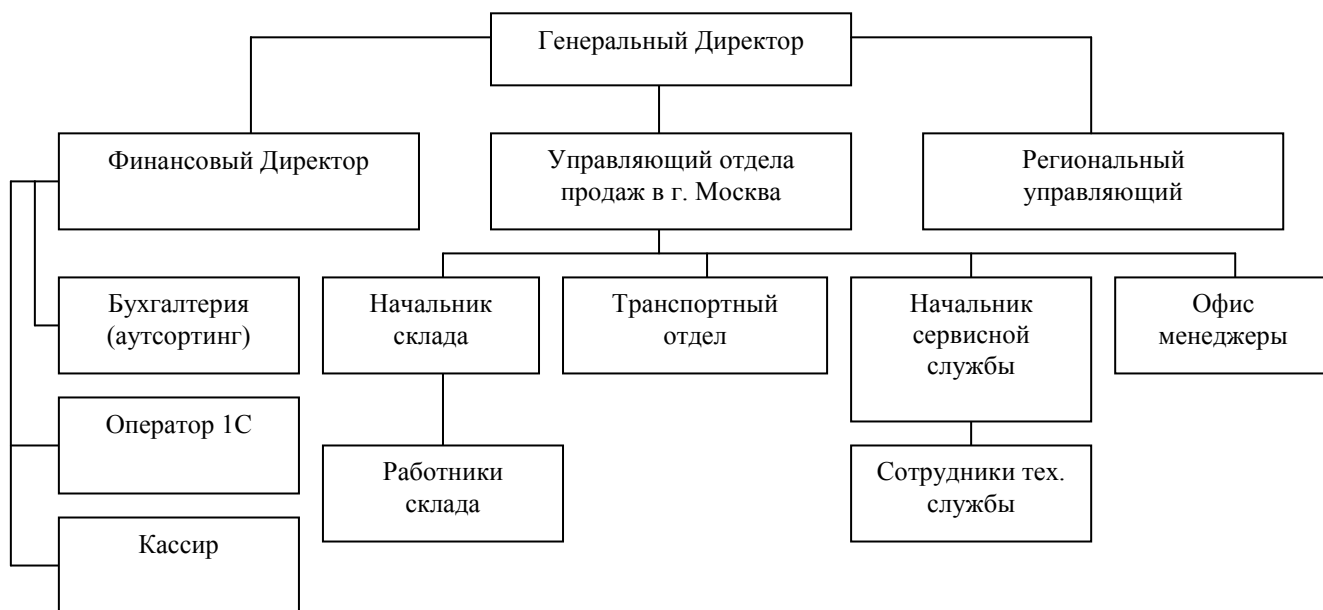 Генеральный Директор
Финансовый Директор
Управляющий отдела
продаж в г. Москва
Региональный
управляющий
Бухгалтерия
(аутсортинг)
Начальник
склада
Транспортный
отдел
Начальник
сервисной
службы
Офис
менеджеры
Оператор 1С
Работники
склада
Сотрудники тех.
службы
Кассир